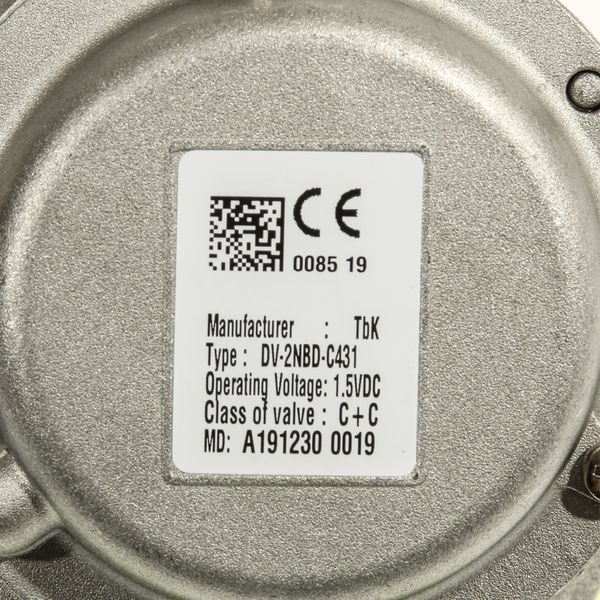 CE
0085 19
Manufacturer : TbK
Type : DV-2NBD-C431
Operating Voltage: 1.5VDC
Class of valve : C+C
MD: A191230 0019